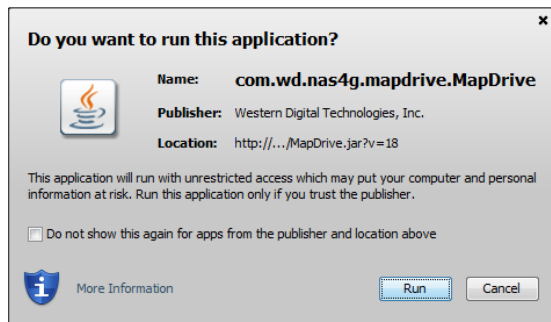 Do you want to run this application?
Name: com.wd.nas4g.mapdrive.MapDrive
Publisher: Western Digital Technologies, Inc.
Location: http://.../MapDrive.jar?v=18
This application will run with unrestricted access which may put your computer and personal
information at risk. Run this application only if you trust the publisher.
Do not show this again for apps from the publisher and location above
More Information
Run
Cancel